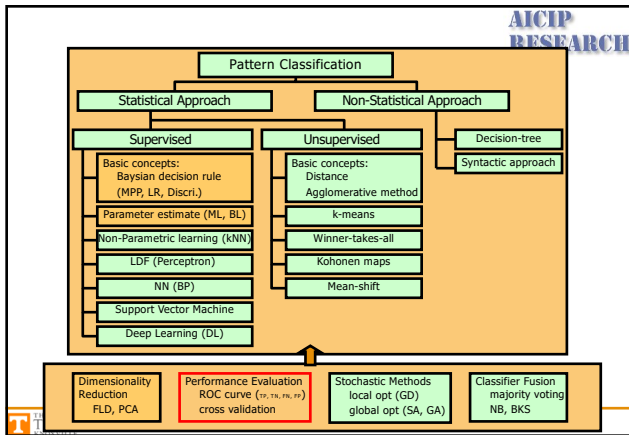 AICIP
RESEARCH
Pattern Classification
Statistical Approach
Non-Statistical Approach
Supervised
Unsupervised
Decision-tree
Syntactic approach
Basic concepts:
Baysian decision rule
(MPP, LR, Discri.)
Parameter estimate (ML, BL)
Non-Parametric learning (kNN)
LDF (Perceptron)
NN (BP)
Support Vector Machine
Deep Learning (DL)
Basic concepts:
Distance
Agglomerative method
k-means
Winner-takes-all
Kohonen maps
Mean-shift
Dimensionality
Reduction
FLD, PCA
Performance Evaluation
ROC curve (TP, TN, FN, FP)
cross validation
Stochastic Methods
local opt (GD)
global opt (SA, GA)
Classifier Fusion
majority voting
NB, BKS